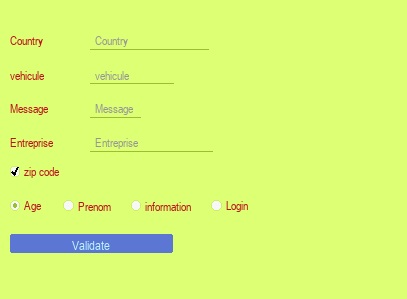 Country Country
vehicule vehicule
Message Message
Entreprise Entreprise
zip code
Age Prenom information Login
Validate